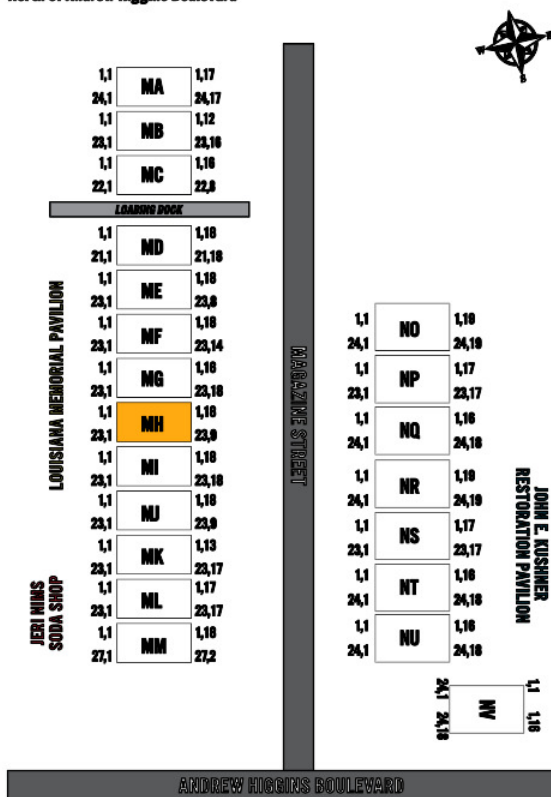 North of Andrew Higgins Boulevard
N
E
W
S
1,1 MA 1,17
24,1 24,17
1,1 MB 1,12
23,1 23,16
1,1 MC 1,16
22,1 22,8
LOADING DOCK
1,1 MD 1,18
21,1 21,18
1,1 ME 1,18
23,1 23,8
1,1 MF 1,18
23,1 23,14
1,1 MG 1,16
23,1 23,18
1,1 MH 1,18
23,1 23,9
1,1 MI 1,18
23,1 23,18
1,1 MJ 1,18
23,1 23,9
1,1 MK 1,13
23,1 23,17
1,1 ML 1,17
23,1 23,17
1,1 MM 1,18
27,1 27,2
LOUISIANA MEMORIAL PAVILION
JERI NIMS
SODA SHOP
MAGAZINE STREET
1,1 NO 1,19
24,1 24,19
1,1 NP 1,17
23,1 23,17
1,1 NQ 1,16
24,1 24,18
1,1 NR 1,19
24,1 24,19
1,1 NS 1,17
23,1 23,17
1,1 NT 1,16
24,1 24,18
1,1 NU 1,16
24,1 24,18
JOHN E. KUSHNER
RESTORATION PAVILION
1,1 NV 1,16
24,1 24,18
ANDREW HIGGINS BOULEVARD